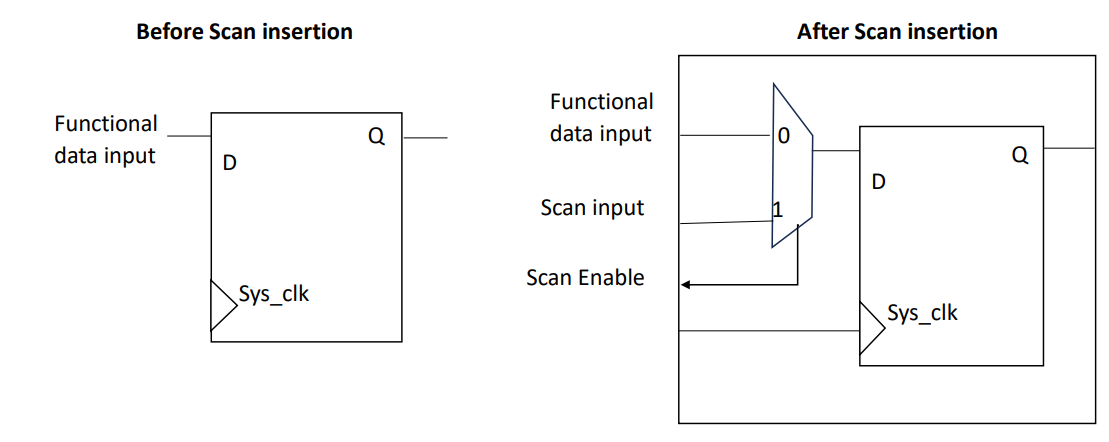 Before Scan insertion
Functional
data input
D
Q
Sys_clk
After Scan insertion
Functional
data input
Scan input
Scan Enable
0
1
D
Q
Sys_clk